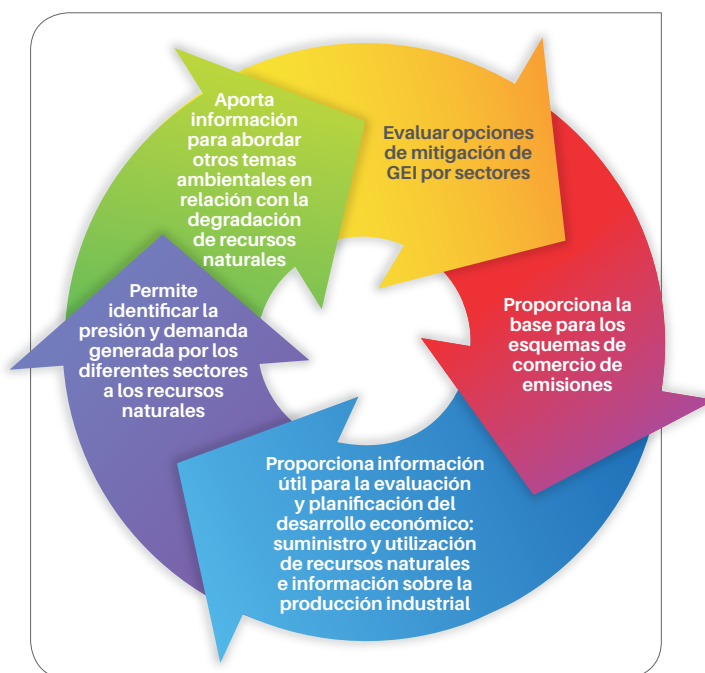 Evaluar opciones
de mitigación de
GEI por sectores
Proporciona la
base para los
esquemas de
comercio de
emisiones
Proporciona información
útil para la evaluación
y planificación del
desarrollo económico:
suministro y utilización
de recursos naturales
e información sobre la
producción industrial
Permite
identificar la
presión y demanda
generada por los
diferentes sectores
a los recursos
naturales
Aporta
información
para abordar
otros temas
ambientales en
relación con la
degradación
de recursos
naturales